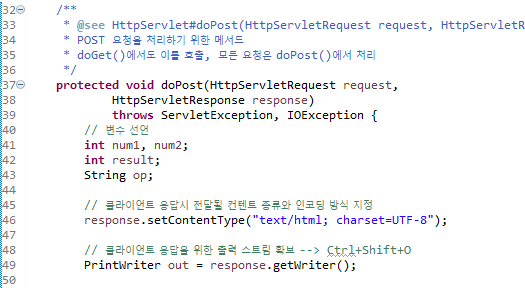 32 /**
33 * @see HttpServlet#doPost(HttpServletRequest request, HttpServletR
34 * POST 요청을 처리하기 위한 메서드
35 * doGet()에서도 이를 호출, 모든 요청은 doPost()에서 처리
36 */
37 protected void doPost(HttpServletRequest request,
38 HttpServletResponse response)
39 throws ServletException, IOException {
40 // 변수 선언
41 int num1, num2;
42 int result;
43 String op;
44
45 // 클라이언트 응답시 전달될 컨텐트 종류와 인코딩 방식 지정
46 response.setContentType("text/html; charset=UTF-8");
47
48 // 클라이언트 응답을 위한 출력 스트림 확보 --> Ctrl+Shift+O
49 PrintWriter out = response.getWriter();
50